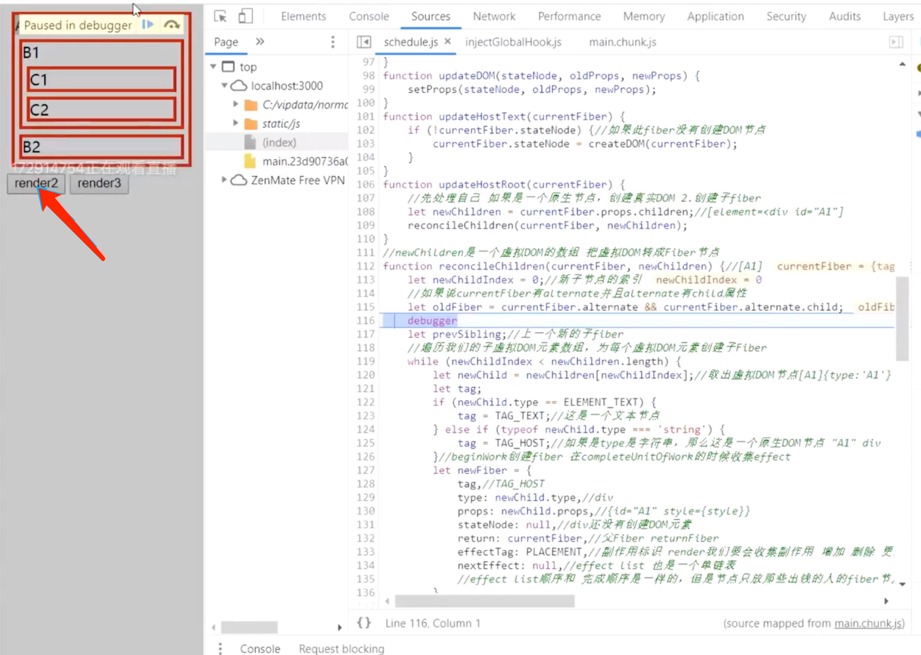 Paused in debugger
B1
C1
C2
B2
172914754正在观看直播
render2 render3
Elements Console Sources Network Performance Memory Application Security Audits Layers
Page » schedule.js × injectGlobalHook.js main.chunk.js
top
localhost:3000
C:/vipdata/norma
static/js
(index)
main.23d90736a0
ZenMate Free VPN
97 }
98 function updateDOM(stateNode, oldProps, newProps) {
99 setProps(stateNode, oldProps, newProps);
100 }
101 function updateHostText(currentFiber) {
102 if (!currentFiber.stateNode) {//如果此fiber没有创建DOM节点
103 currentFiber.stateNode = createDOM(currentFiber);
104 }
105 }
106 function updateHostRoot(currentFiber) {
107 //先处理自己 如果是一个原生节点，创建真实DOM 2.创建子fiber
108 let newChildren = currentFiber.props.children;//[element=<div id="A1"]
109 reconcileChildren(currentFiber, newChildren);
110 }
111 //newChildren是一个虚拟DOM的数组 把虚拟DOM转成Fiber节点
112 function reconcileChildren(currentFiber, newChildren) {//[A1] currentFiber = {tag
113 let newChildIndex = 0;//新子节点的索引 newChildIndex = 0
114 //如果说currentFiber有alternate并且alternate有child属性
115 let oldFiber = currentFiber.alternate && currentFiber.alternate.child; oldFib
116 debugger
117 let prevSibling;//上一个新的子fiber
118 //遍历我们的子虚拟DOM元素数组，为每个虚拟DOM元素创建子Fiber
119 while (newChildIndex < newChildren.length) {
120 let newChild = newChildren[newChildIndex];//取出虚拟DOM节点[A1]{type:'A1'}
121 let tag;
122 if (newChild.type == ELEMENT_TEXT) {
123 tag = TAG_TEXT;//这是一个文本节点
124 } else if (typeof newChild.type === 'string') {
125 tag = TAG_HOST;//如果是type是字符串，那么这是一个原生DOM节点 "A1" div
126 }//beginWork创建fiber 在completeUnitOfWork的时候收集effect
127 let newFiber = {
128 tag,//TAG_HOST
129 type: newChild.type,//div
130 props: newChild.props,//{id="A1" style={style}}
131 stateNode: null,//div还没有创建DOM元素
132 return: currentFiber,//父Fiber returnFiber
133 effectTag: PLACEMENT,//副作用标识 render我们要会收集副作用 增加 删除 更
134 nextEffect: null,//effect list 也是一个单链表
135 //effect list顺序和 完成顺序是一样的，但是节点只放那些出钱的人的fiber节,
136
{} Line 116, Column 1 (source mapped from main.chunk.js)
Console Request blocking